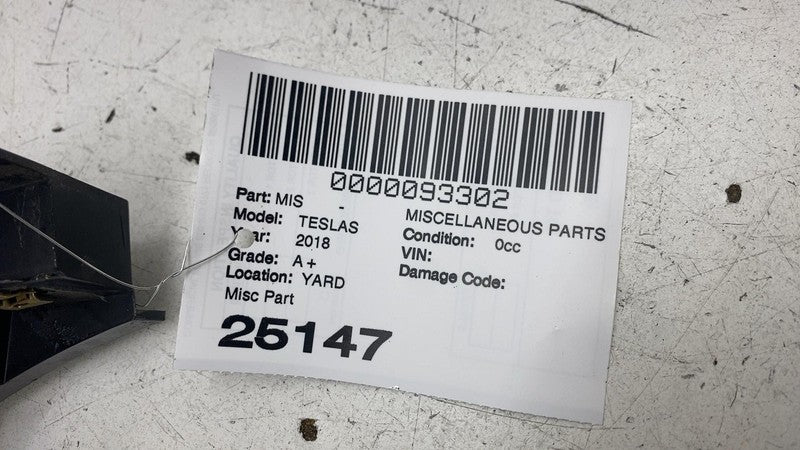 0000093302
Part: MIS - MISCELLANEOUS PARTS
Model: TESLAS Condition: 0cc
Year: 2018 VIN:
Grade: A+ Damage Code:
Location: YARD
Misc Part
25147